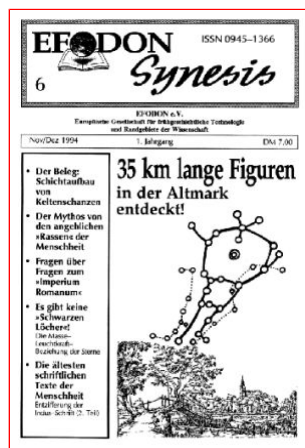 EFODON
ISSN 0945–1366
Synesis
6
EFODON e.V.
Europäische Gesellschaft für frühgeschichtliche Technologie
und Randgebiete der Wissenschaft
Nov/Dez 1994
1. Jahrgang
DM 7,00
• Der Beleg:
Schichtaufbau
von
Keltenschanzen
• Der Mythos von
den angeblichen
»Rassen« der
Menschheit
• Fragen über
Fragen zum
»Imperium
Romanum«
• Es gibt keine
»Schwarzen
Löcher«!
Die Masse–
Leuchtkraft–
Beziehung der Sterne
• Die ältesten
schriftlichen
Texte der
Menschheit
Entzifferung der
Indus–Schrift (2. Teil)
35 km lange Figuren
in der Altmark
entdeckt!